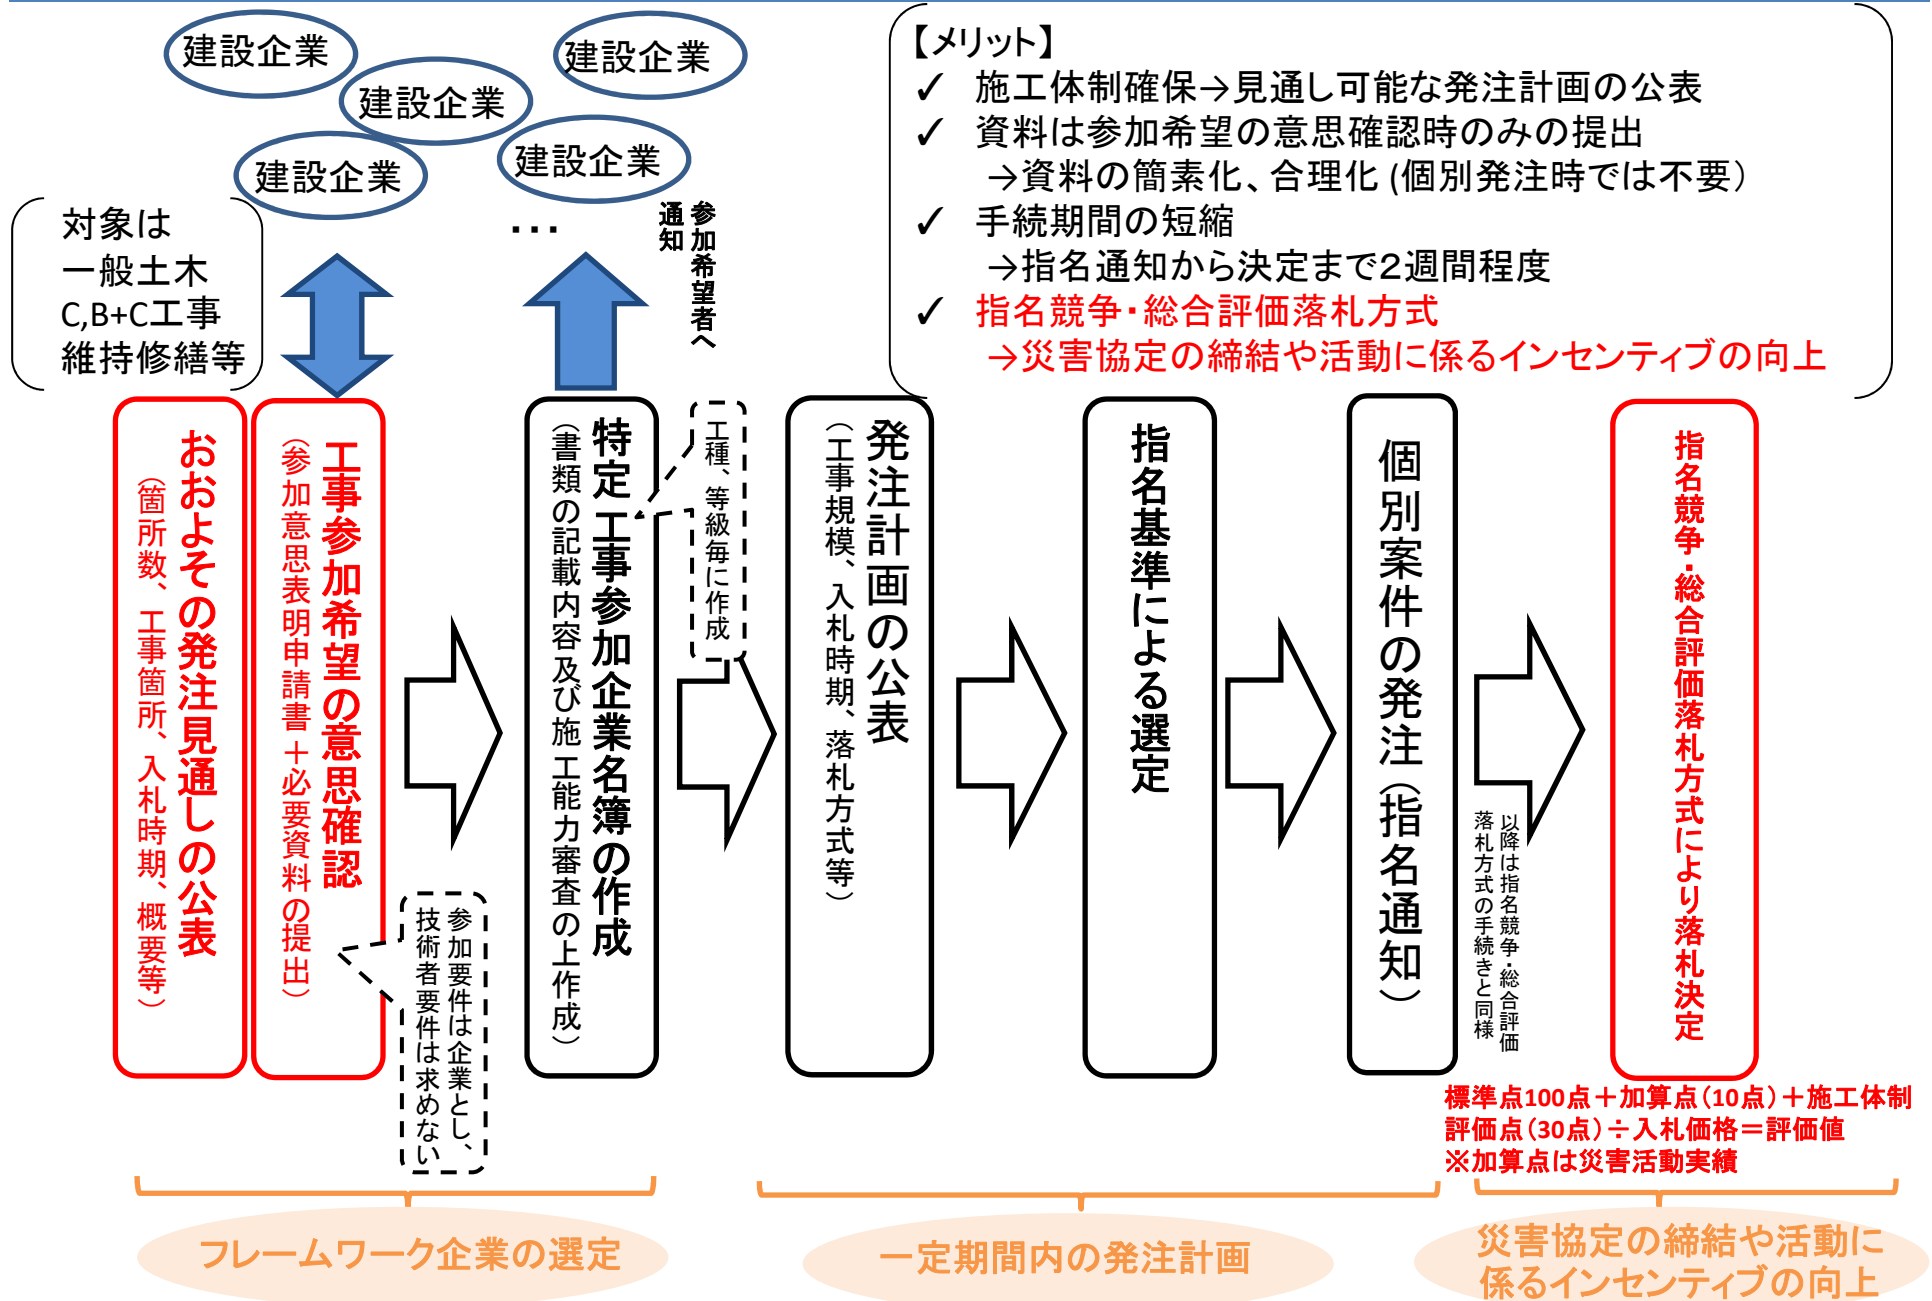 建設企業
建設企業
建設企業
建設企業
建設企業
…
対象は
一般土木
C,B+C工事
維持修繕等
参加希望者へ
通知
【メリット】
✓ 施工体制確保→見通し可能な発注計画の公表
✓ 資料は参加希望の意思確認時のみの提出
→資料の簡素化、合理化 (個別発注時では不要）
✓ 手続期間の短縮
→指名通知から決定まで２週間程度
✓ 指名競争・総合評価落札方式
→災害協定の締結や活動に係るインセンティブの向上
おおよその発注見通しの公表
（箇所数、工事箇所、入札時期、概要等）
工事参加希望の意思確認
（参加意思表明申請書＋必要資料の提出）
参加要件は企業とし、
技術者要件は求めない
特定工事参加企業名簿の作成
（書類の記載内容及び施工能力審査の上作成）
工種、等級毎に作成
発注計画の公表
（工事規模、入札時期、落札方式等）
指名基準による選定
個別案件の発注（指名通知）
以降は指名競争・総合評価
落札方式の手続きと同様
指名競争・総合評価落札方式により落札決定
標準点100点＋加算点（10点）＋施工体制
評価点（30点）÷入札価格＝評価値
※加算点は災害活動実績
フレームワーク企業の選定
一定期間内の発注計画
災害協定の締結や活動に
係るインセンティブの向上